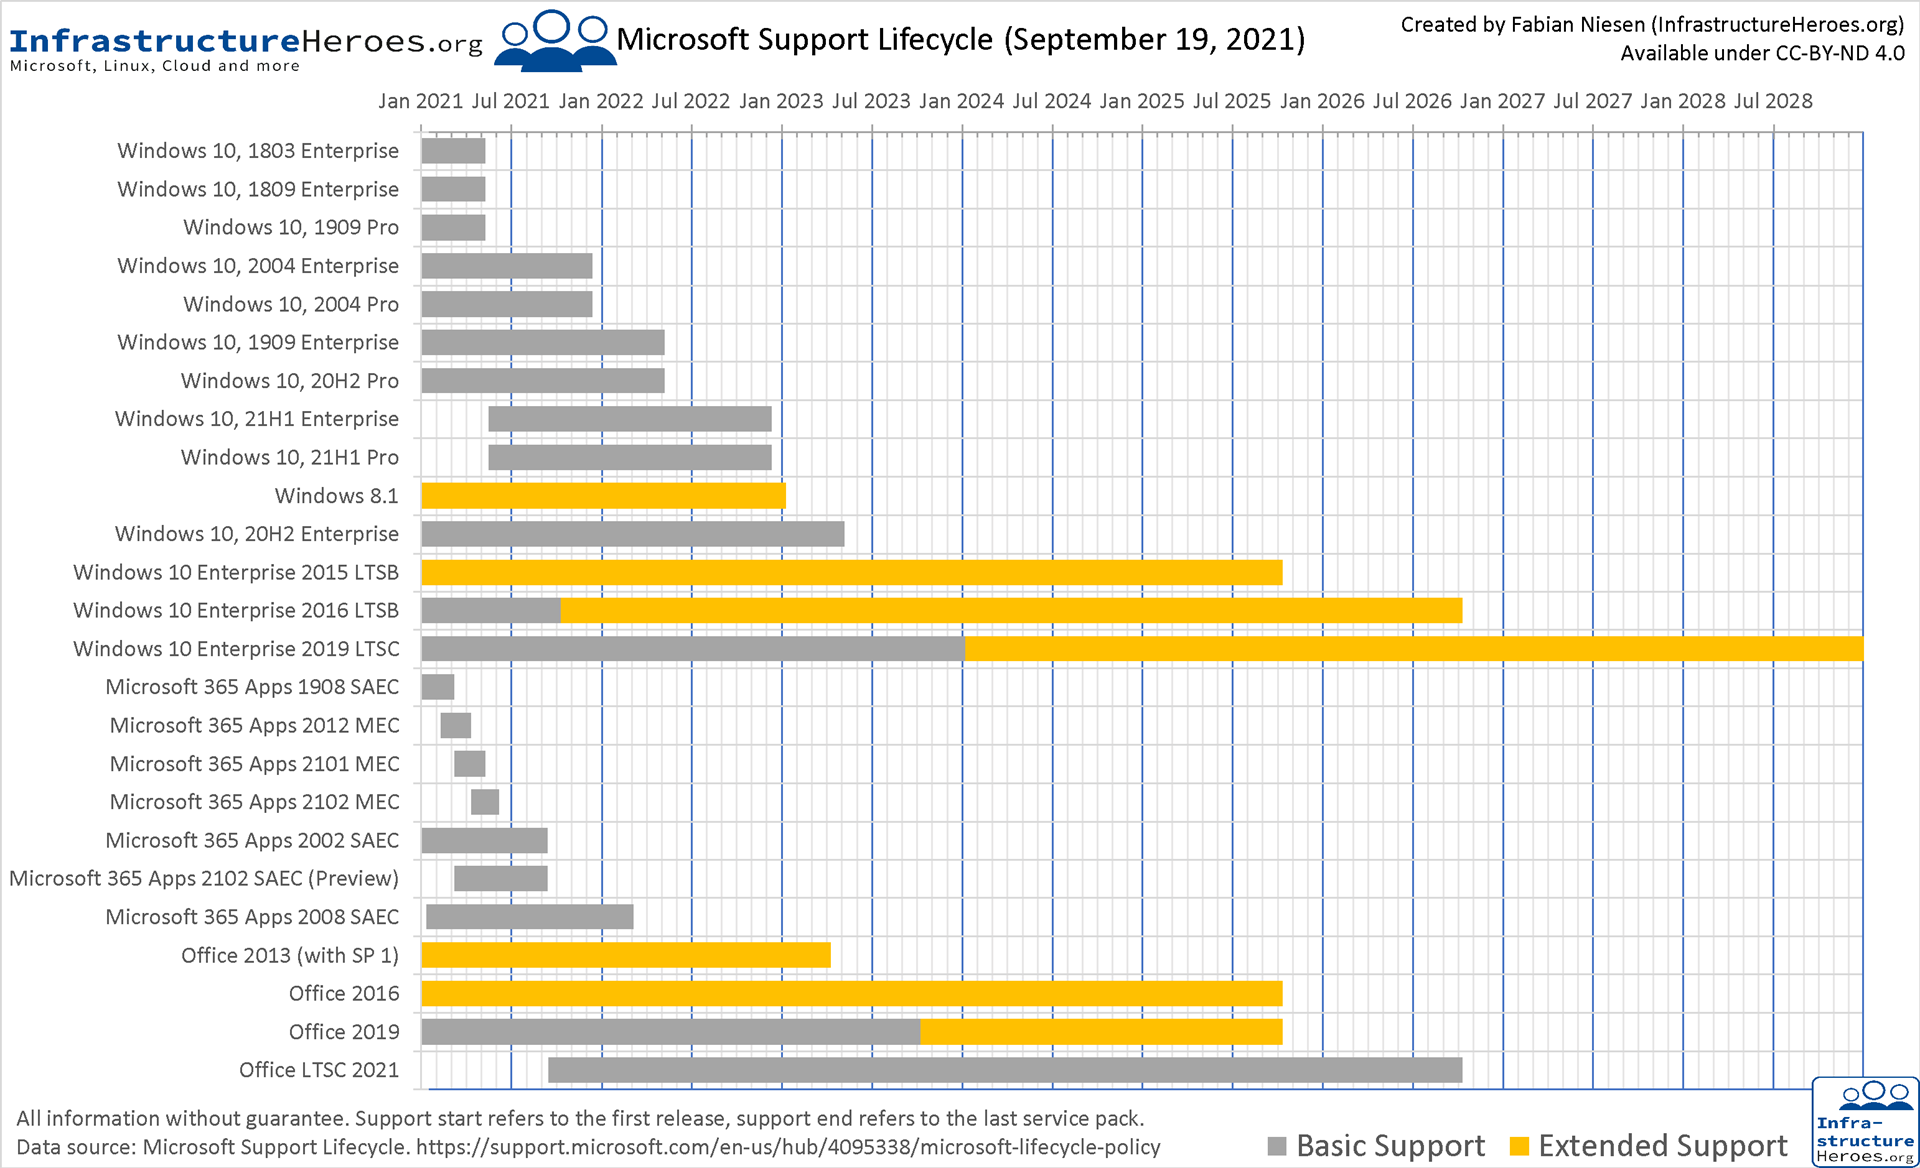 InfrastructureHeroes.org
Microsoft, Linux, Cloud and more
Microsoft Support Lifecycle (September 19, 2021)
Created by Fabian Niesen (InfrastructureHeroes.org)
Available under CC-BY-ND 4.0
Jan 2021 Jul 2021 Jan 2022 Jul 2022 Jan 2023 Jul 2023 Jan 2024 Jul 2024 Jan 2025 Jul 2025 Jan 2026 Jul 2026 Jan 2027 Jul 2027 Jan 2028 Jul 2028
Windows 10, 1803 Enterprise
Windows 10, 1809 Enterprise
Windows 10, 1909 Pro
Windows 10, 2004 Enterprise
Windows 10, 2004 Pro
Windows 10, 1909 Enterprise
Windows 10, 20H2 Pro
Windows 10, 21H1 Enterprise
Windows 10, 21H1 Pro
Windows 8.1
Windows 10, 20H2 Enterprise
Windows 10 Enterprise 2015 LTSB
Windows 10 Enterprise 2016 LTSB
Windows 10 Enterprise 2019 LTSC
Microsoft 365 Apps 1908 SAEC
Microsoft 365 Apps 2012 MEC
Microsoft 365 Apps 2101 MEC
Microsoft 365 Apps 2102 MEC
Microsoft 365 Apps 2002 SAEC
Microsoft 365 Apps 2102 SAEC (Preview)
Microsoft 365 Apps 2008 SAEC
Office 2013 (with SP 1)
Office 2016
Office 2019
Office LTSC 2021
All information without guarantee. Support start refers to the first release, support end refers to the last service pack.
Data source: Microsoft Support Lifecycle. https://support.microsoft.com/en-us/hub/4095338/microsoft-lifecycle-policy
Basic Support
Extended Support
Infra-
structure
Heroes.org